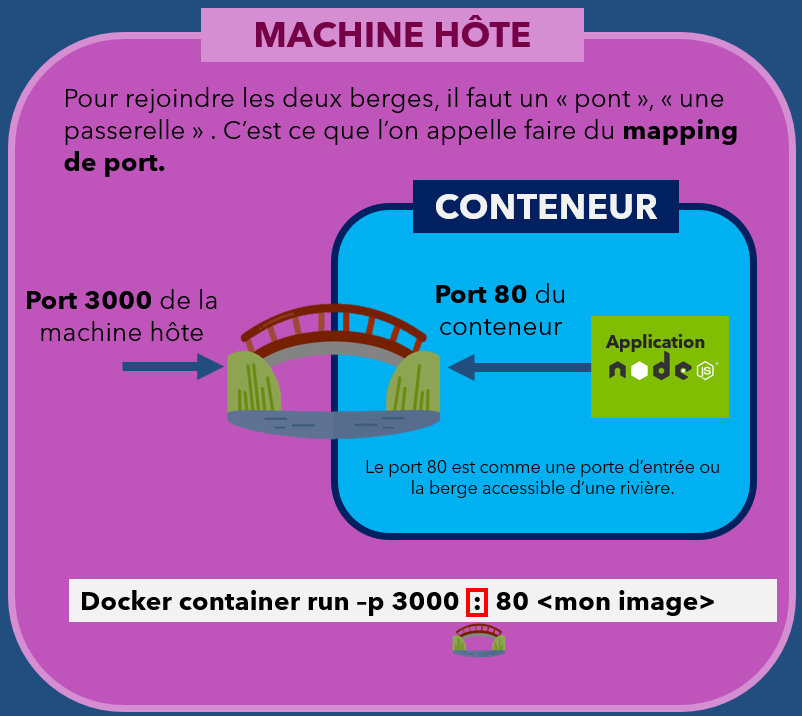 MACHINE HÔTE
Pour rejoindre les deux berges, il faut un « pont », « une
passerelle » . C’est ce que l’on appelle faire du mapping
de port.
CONTENEUR
Port 3000 de la
machine hôte
Port 80 du
conteneur
Application
node
JS
Le port 80 est comme une porte d’entrée ou
la berge accessible d’une rivière.
Docker container run –p 3000 : 80 <mon image>